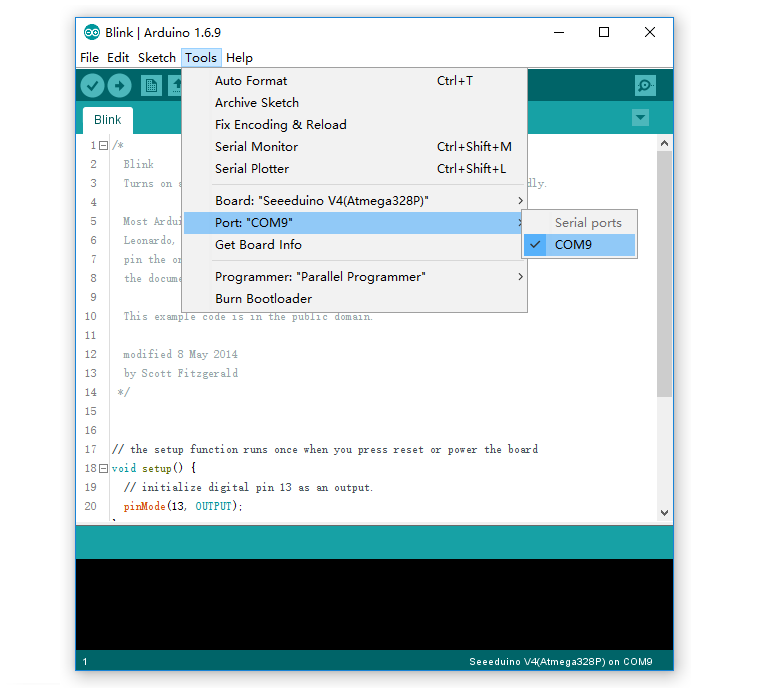 Blink | Arduino 1.6.9
File Edit Sketch Tools Help
Auto Format Ctrl+T
Archive Sketch
Fix Encoding & Reload
Serial Monitor Ctrl+Shift+M
Serial Plotter Ctrl+Shift+L
Board: "Seeeduino V4(Atmega328P)"
Port: "COM9"
Get Board Info
Programmer: "Parallel Programmer"
Burn Bootloader
Serial ports
COM9
Blink
1 /*
2 Blink
3 Turns on dly.
4
5 Most Ardui
6 Leonardo,
7 pin the on
8 the docume
9
10 This example code is in the public domain.
11
12 modified 8 May 2014
13 by Scott Fitzgerald
14 */
15
16
17 // the setup function runs once when you press reset or power the board
18 void setup() {
19 // initialize digital pin 13 as an output.
20 pinMode(13, OUTPUT);
1 Seeeduino V4(Atmega328P) on COM9